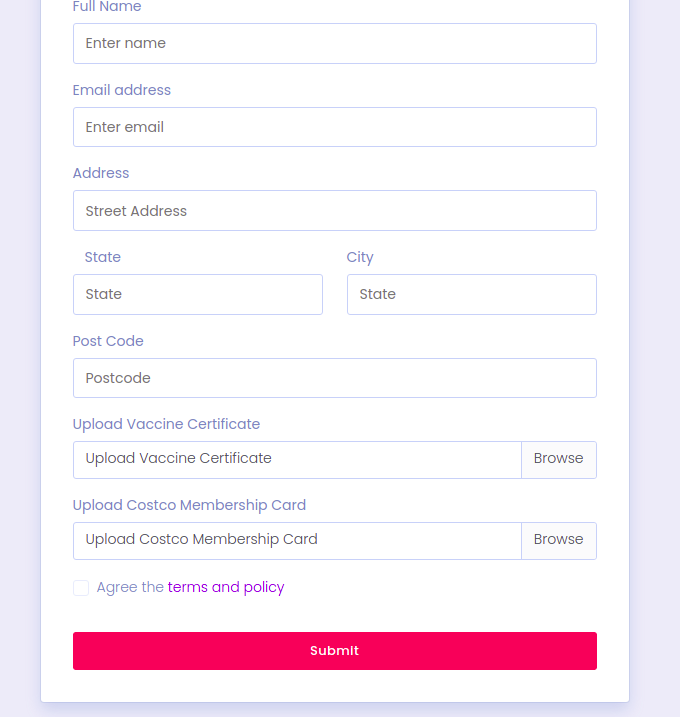 Full Name
Enter name
Email address
Enter email
Address
Street Address
State City
State State
Post Code
Postcode
Upload Vaccine Certificate
Upload Vaccine Certificate Browse
Upload Costco Membership Card
Upload Costco Membership Card Browse
Agree the terms and policy
Submit